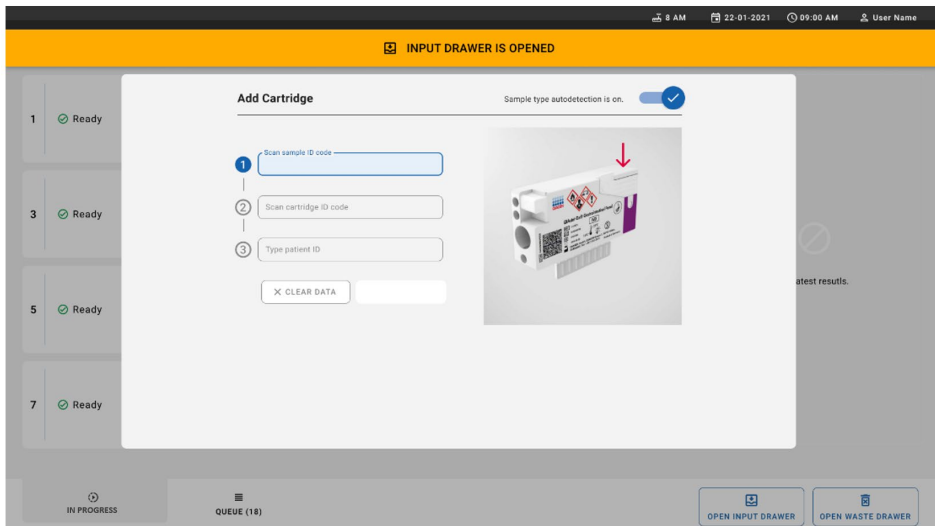 8 AM 22-01-2021 09:00 AM User Name
INPUT DRAWER IS OPENED
Add Cartridge
Sample type autodetection is on.
1 Ready
3 Ready
5 Ready
7 Ready
1 Scan sample ID code
2 Scan cartridge ID code
3 Type patient ID
CLEAR DATA
atest resutls.
IN PROGRESS
QUEUE (18)
OPEN INPUT DRAWER
OPEN WASTE DRAWER